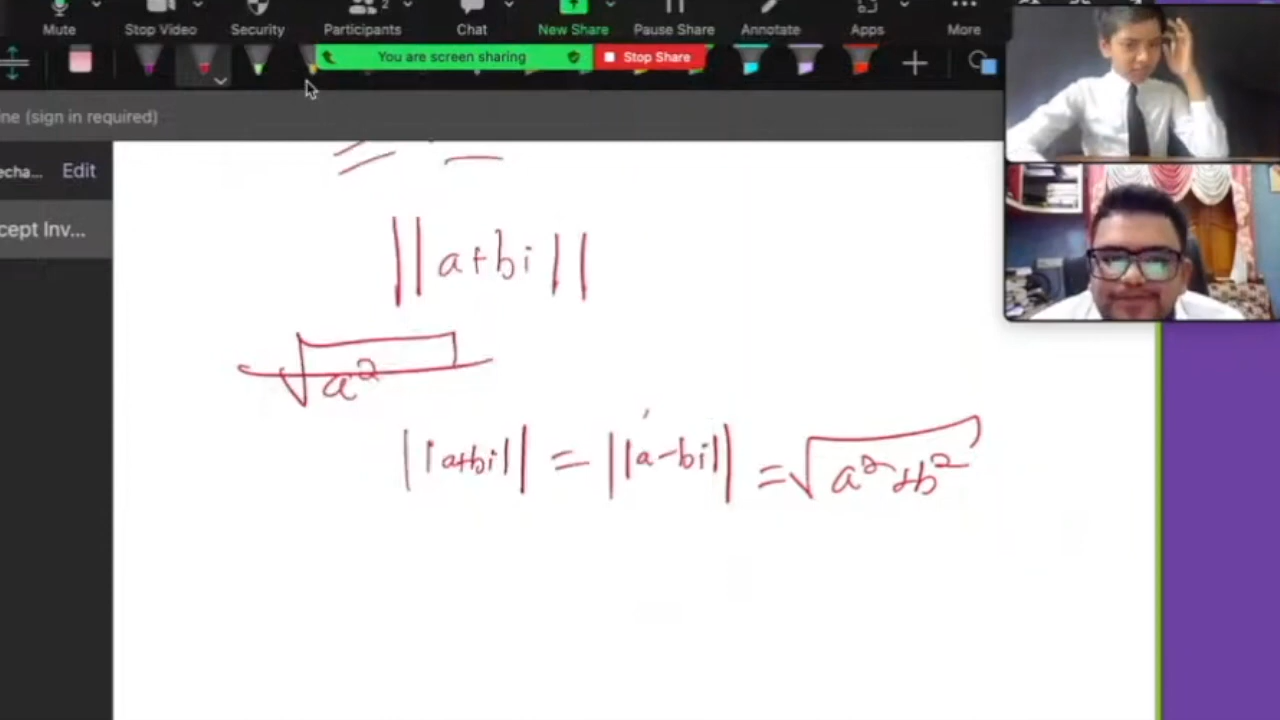 Mute Stop Video Security Participants 2 Chat New Share Pause Share Annotate Apps More
You are screen sharing Stop Share
ne (sign in required)
echa... Edit
cept Inv...
||a+bi||
√a²
||a+bi|| = ||a-bi|| = √a²+b²